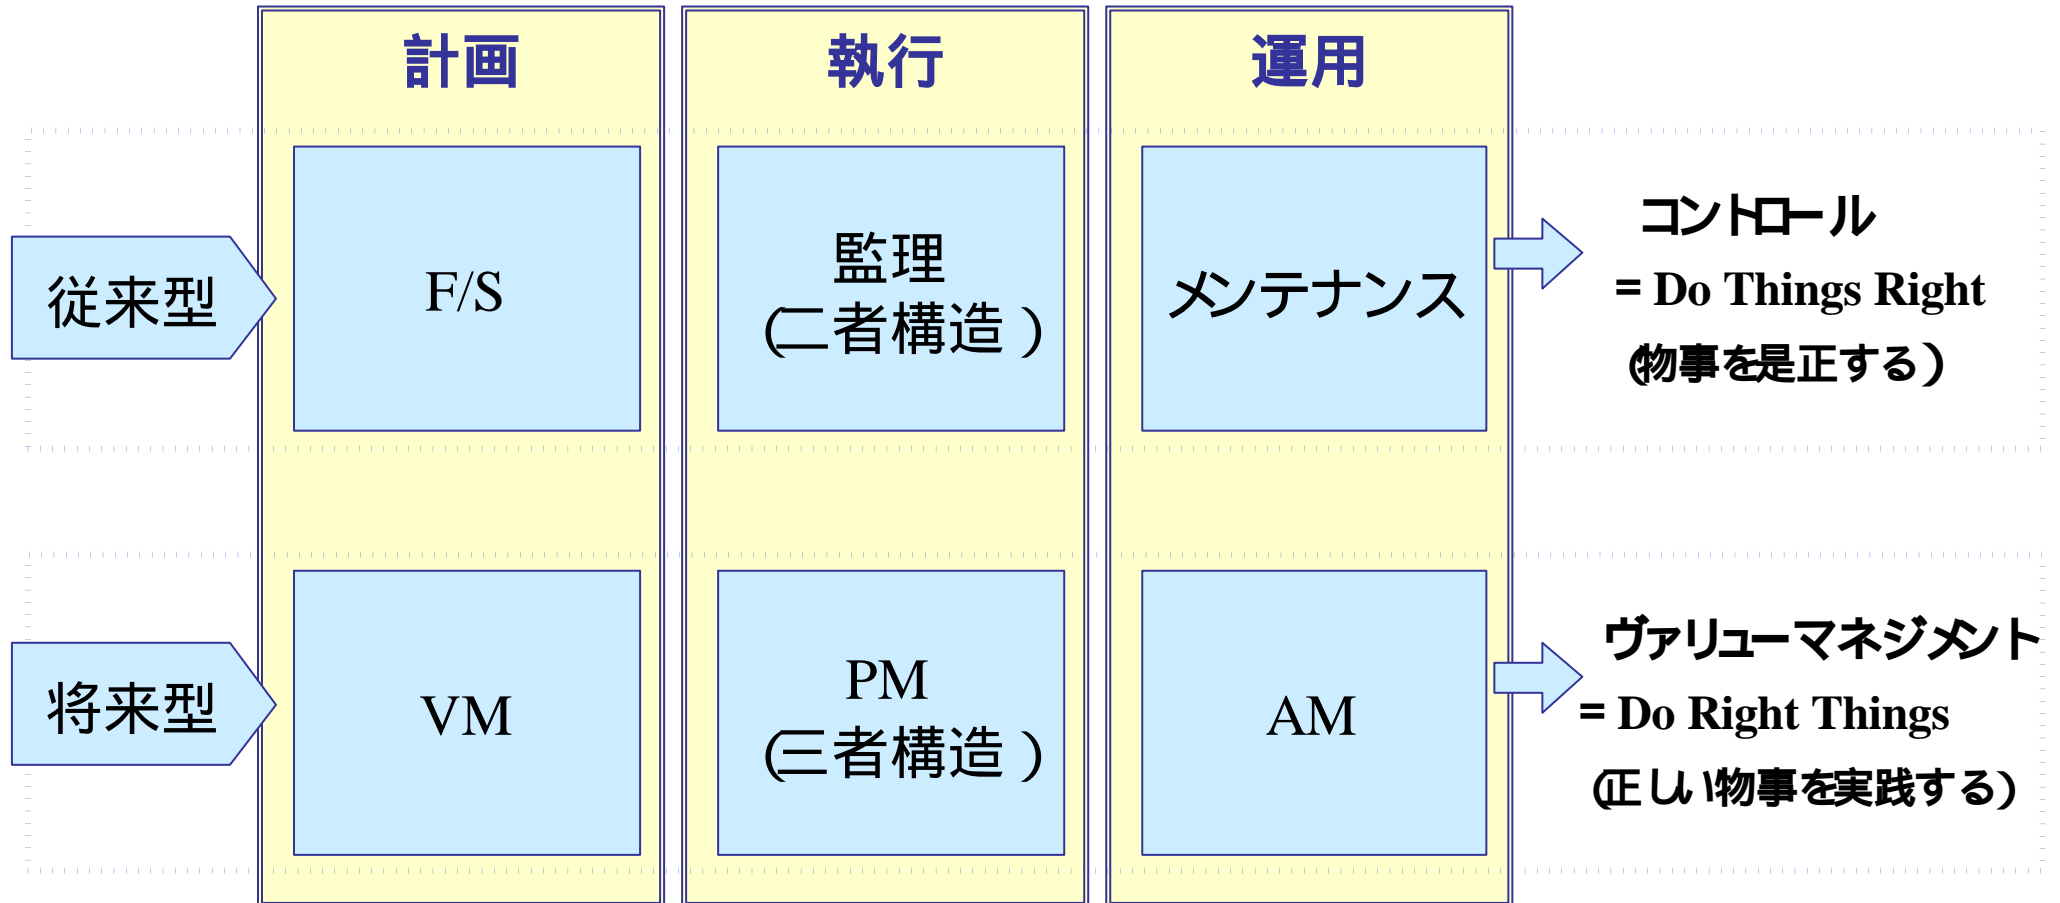 計画
執行
運用
従来型
F/S
監理
(二者構造)
メンテナンス
コントロール
= Do Things Right
(物事を是正する)
将来型
VM
PM
(三者構造)
AM
ヴァリューマネジメント
= Do Right Things
(正しい物事を実践する)